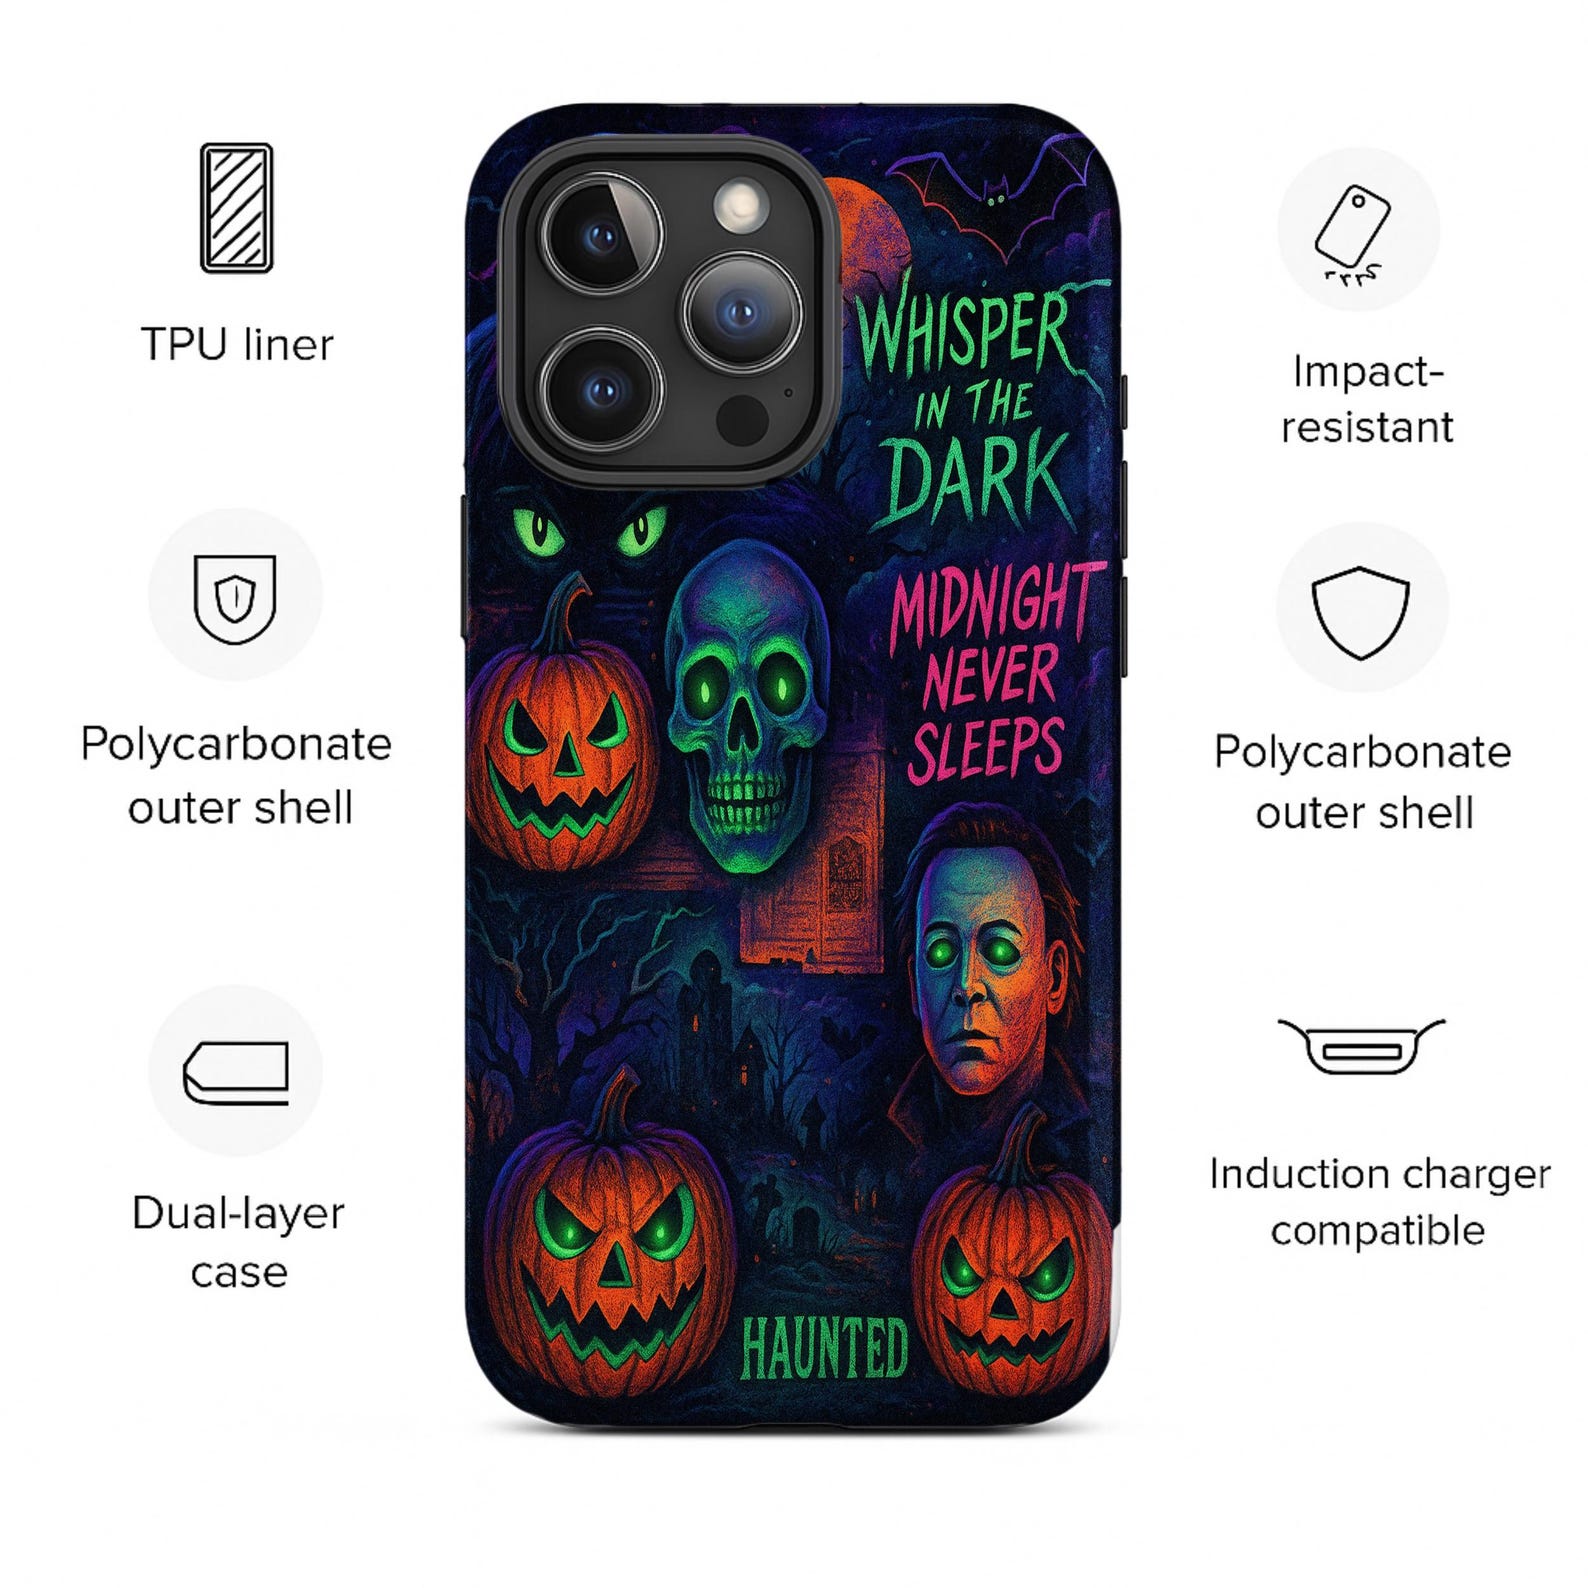 TPU liner
Polycarbonate
outer shell
Dual-layer
case
WHISPER
IN THE
DARK
MIDNIGHT
NEVER
SLEEPS
HAUNTED
Impact-
resistant
Polycarbonate
outer shell
Induction charger
compatible